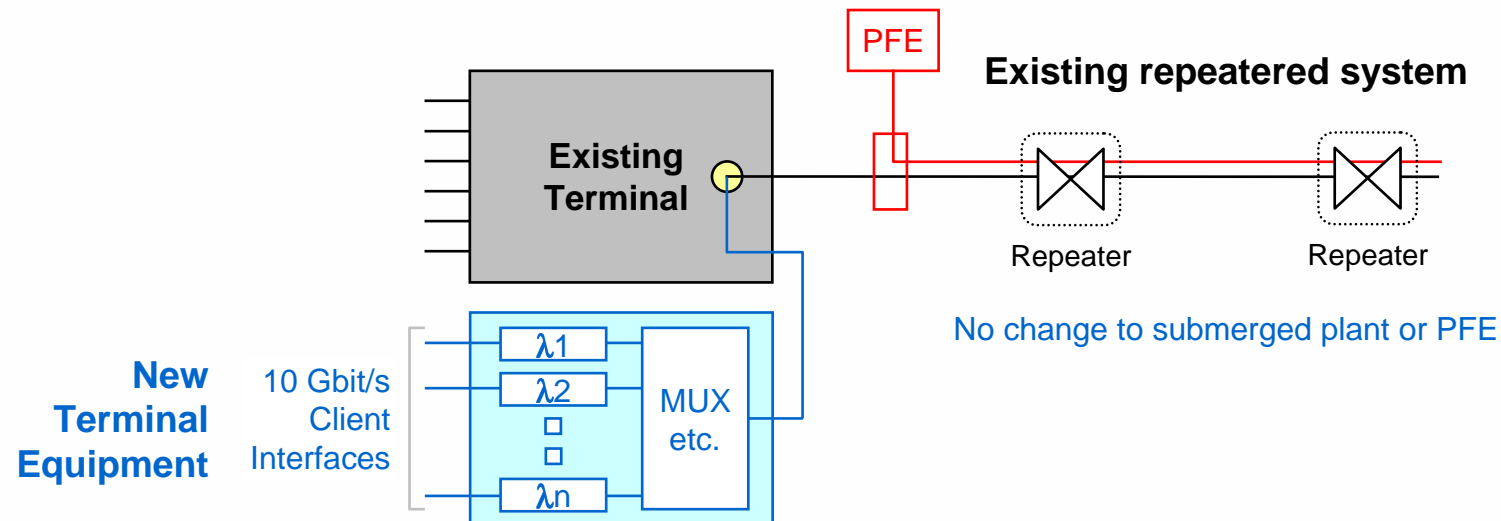 PFE
Existing repeatered system
Existing
Terminal
Repeater
Repeater
No change to submerged plant or PFE
New
Terminal
Equipment
10 Gbit/s
Client
Interfaces
λ1
λ2
λn
MUX
etc.